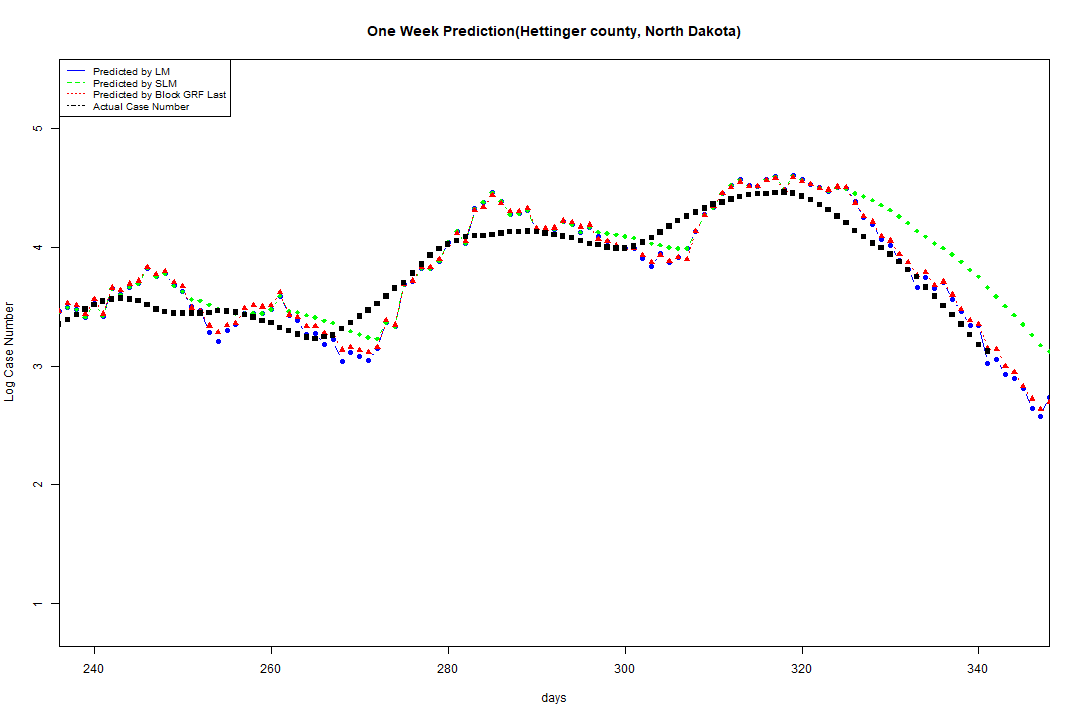 One Week Prediction(Hettinger county, North Dakota)
Predicted by LM
Predicted by SLM
Predicted by Block GRF Last
Actual Case Number
5
4
3
2
1
Log Case Number
240 260 280 300 320 340
days